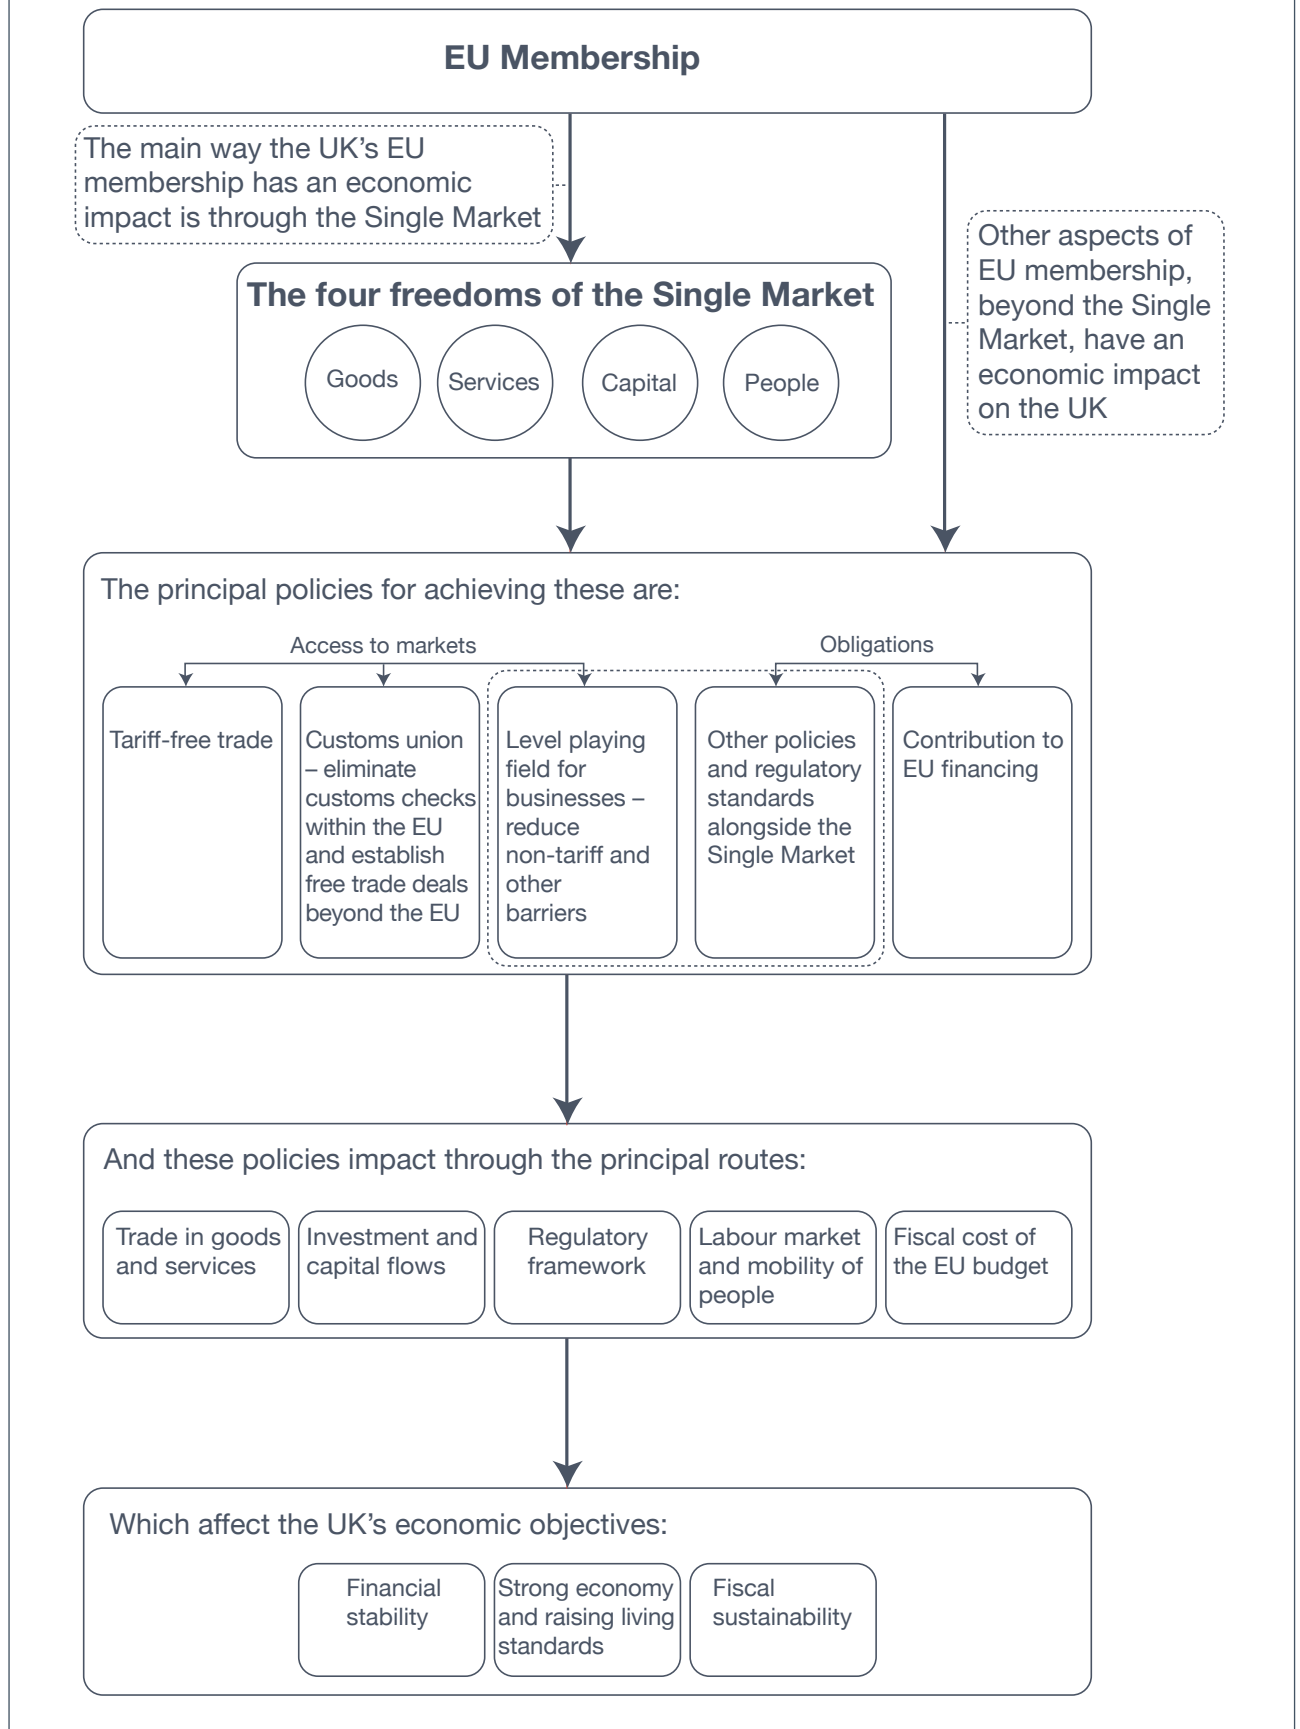 EU Membership
The main way the UK’s EU
membership has an economic
impact is through the Single Market
Other aspects of
EU membership,
beyond the Single
Market, have an
economic impact
on the UK
The four freedoms of the Single Market
Goods
Services
Capital
People
The principal policies for achieving these are:
Access to markets
Obligations
Tariff-free trade
Customs union
– eliminate
customs checks
within the EU
and establish
free trade deals
beyond the EU
Level playing
field for
businesses –
reduce
non-tariff and
other
barriers
Other policies
and regulatory
standards
alongside the
Single Market
Contribution to
EU financing
And these policies impact through the principal routes:
Trade in goods
and services
Investment and
capital flows
Regulatory
framework
Labour market
and mobility of
people
Fiscal cost of
the EU budget
Which affect the UK’s economic objectives:
Financial
stability
Strong economy
and raising living
standards
Fiscal
sustainability